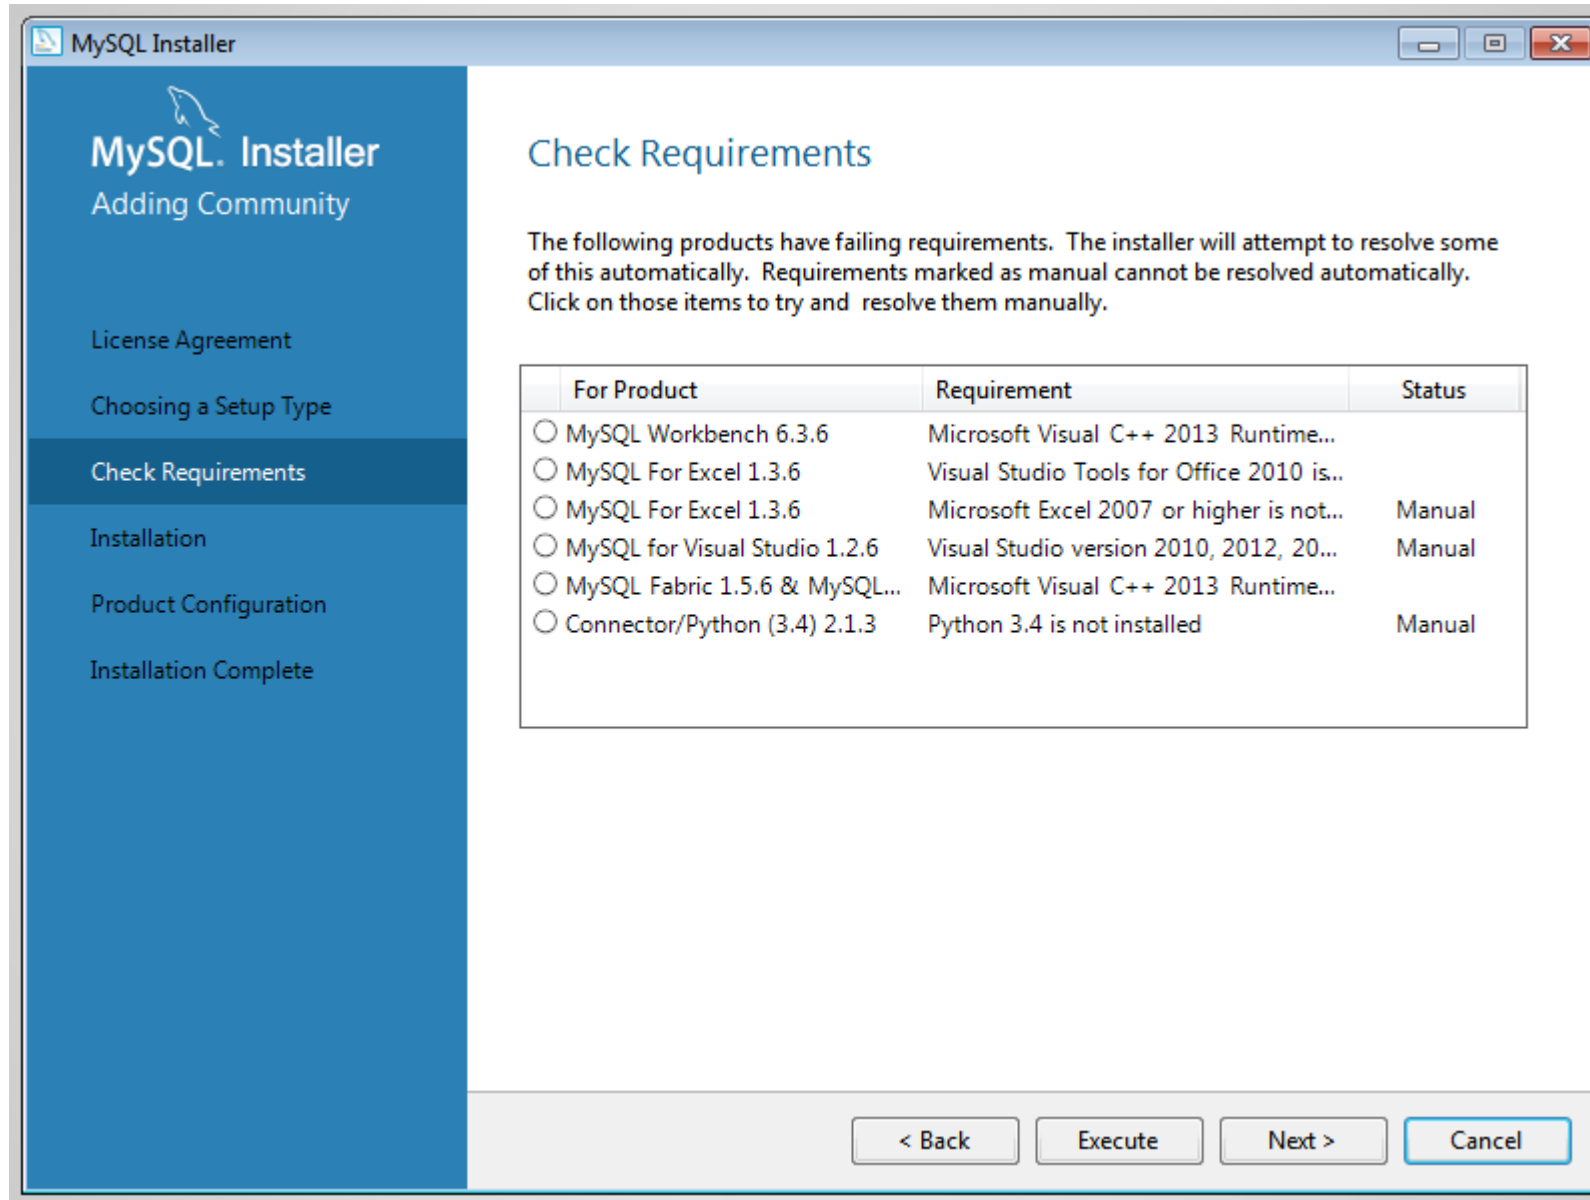 MySQL Installer
MySQL. Installer
Adding Community
License Agreement
Choosing a Setup Type
Check Requirements
Installation
Product Configuration
Installation Complete
Check Requirements
The following products have failing requirements.  The installer will attempt to resolve some
of this automatically.  Requirements marked as manual cannot be resolved automatically.
Click on those items to try and  resolve them manually.
For Product Requirement Status
MySQL Workbench 6.3.6 Microsoft Visual C++ 2013 Runtime...
MySQL For Excel 1.3.6 Visual Studio Tools for Office 2010 is...
MySQL For Excel 1.3.6 Microsoft Excel 2007 or higher is not... Manual
MySQL for Visual Studio 1.2.6 Visual Studio version 2010, 2012, 20... Manual
MySQL Fabric 1.5.6 & MySQL... Microsoft Visual C++ 2013 Runtime...
Connector/Python (3.4) 2.1.3 Python 3.4 is not installed Manual
< Back Execute Next > Cancel